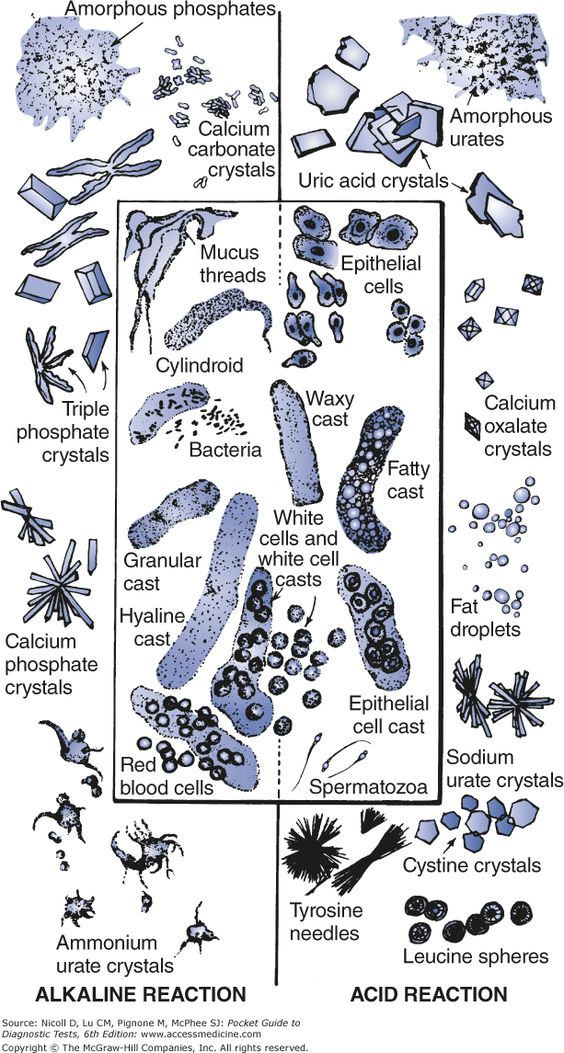 Amorphous phosphates
Calcium
carbonate
crystals
Amorphous
urates
Uric acid crystals
Mucus
threads
Epithelial
cells
Cylindroid
Triple
phosphate
crystals
Bacteria
Waxy
cast
Fatty
cast
Calcium
oxalate
crystals
Granular
cast
White
cells and
white cell
casts
Hyaline
cast
Fat
droplets
Calcium
phosphate
crystals
Epithelial
cell cast
Red
blood cells
Spermatozoa
Sodium
urate crystals
Cystine crystals
Tyrosine
needles
Leucine spheres
Ammonium
urate crystals
ALKALINE REACTION
ACID REACTION
Source: Nicoll D, Lu CM, Pignone M, McPhee SJ: Pocket Guide to
Diagnostic Tests, 6th Edition: www.accessmedicine.com
Copyright © The McGraw-Hill Companies, Inc. All rights reserved.